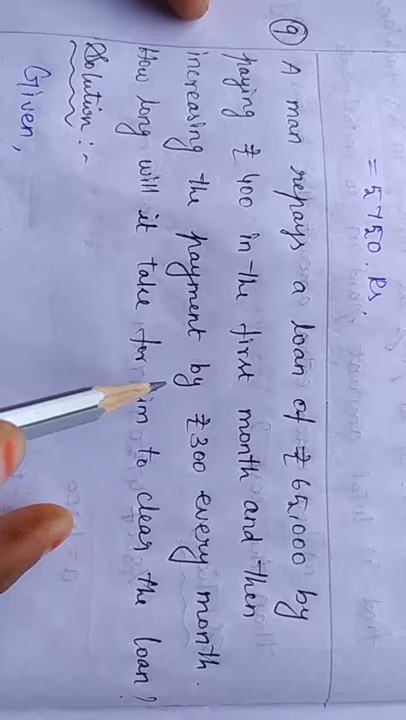 = 5750. Rs.
⑨ A man repays a loan of ₹65,000 by
paying ₹400 in the first month and then
increasing the payment by ₹300 every month.
How long will it take for him to clear the loan?
Solution :-
Given,